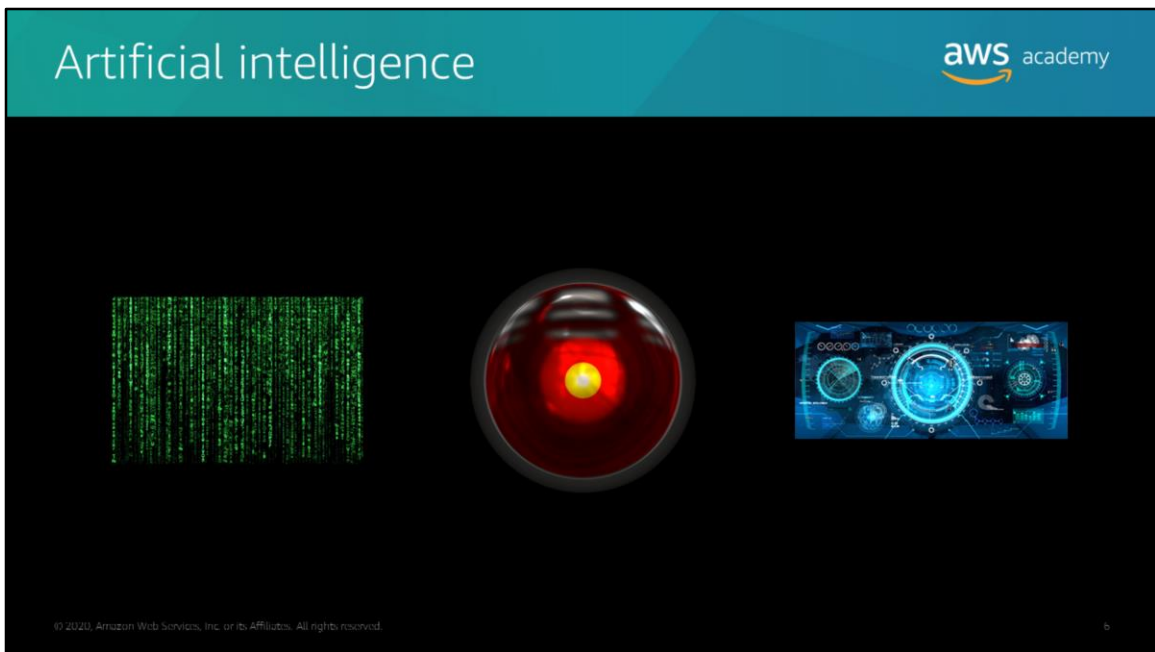 Artificial intelligence
aws academy
© 2020, Amazon Web Services, Inc. or its Affiliates. All rights reserved.
6